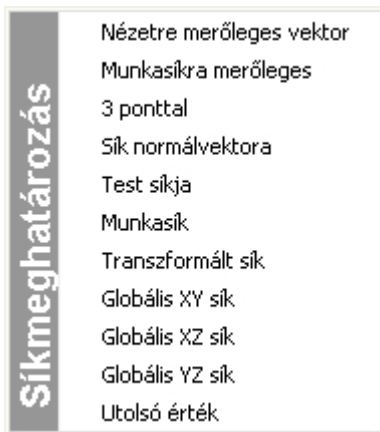 Síkmeghatározás
Nézetre merőleges vektor
Munkasíkra merőleges
3 ponttal
Sík normálvektora
Test síkja
Munkasík
Transzformált sík
Globális XY sík
Globális XZ sík
Globális YZ sík
Utolsó érték